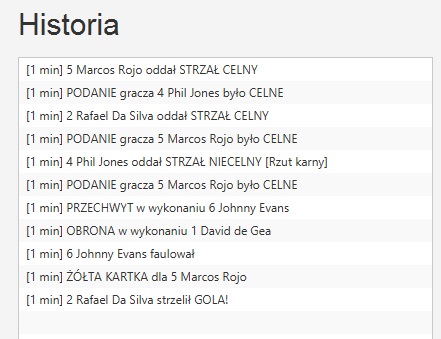 Historia
[1 min] 5 Marcos Rojo oddał STRZAŁ CELNY
[1 min] PODANIE gracza 4 Phil Jones było CELNE
[1 min] 2 Rafael Da Silva oddał STRZAŁ CELNY
[1 min] PODANIE gracza 5 Marcos Rojo było CELNE
[1 min] 4 Phil Jones oddał STRZAŁ NIECELNY [Rzut karny]
[1 min] PODANIE gracza 5 Marcos Rojo było CELNE
[1 min] PRZECHWYT w wykonaniu 6 Johnny Evans
[1 min] OBRONA w wykonaniu 1 David de Gea
[1 min] 6 Johnny Evans faulował
[1 min] ŻÓŁTA KARTKA dla 5 Marcos Rojo
[1 min] 2 Rafael Da Silva strzelił GOLA!